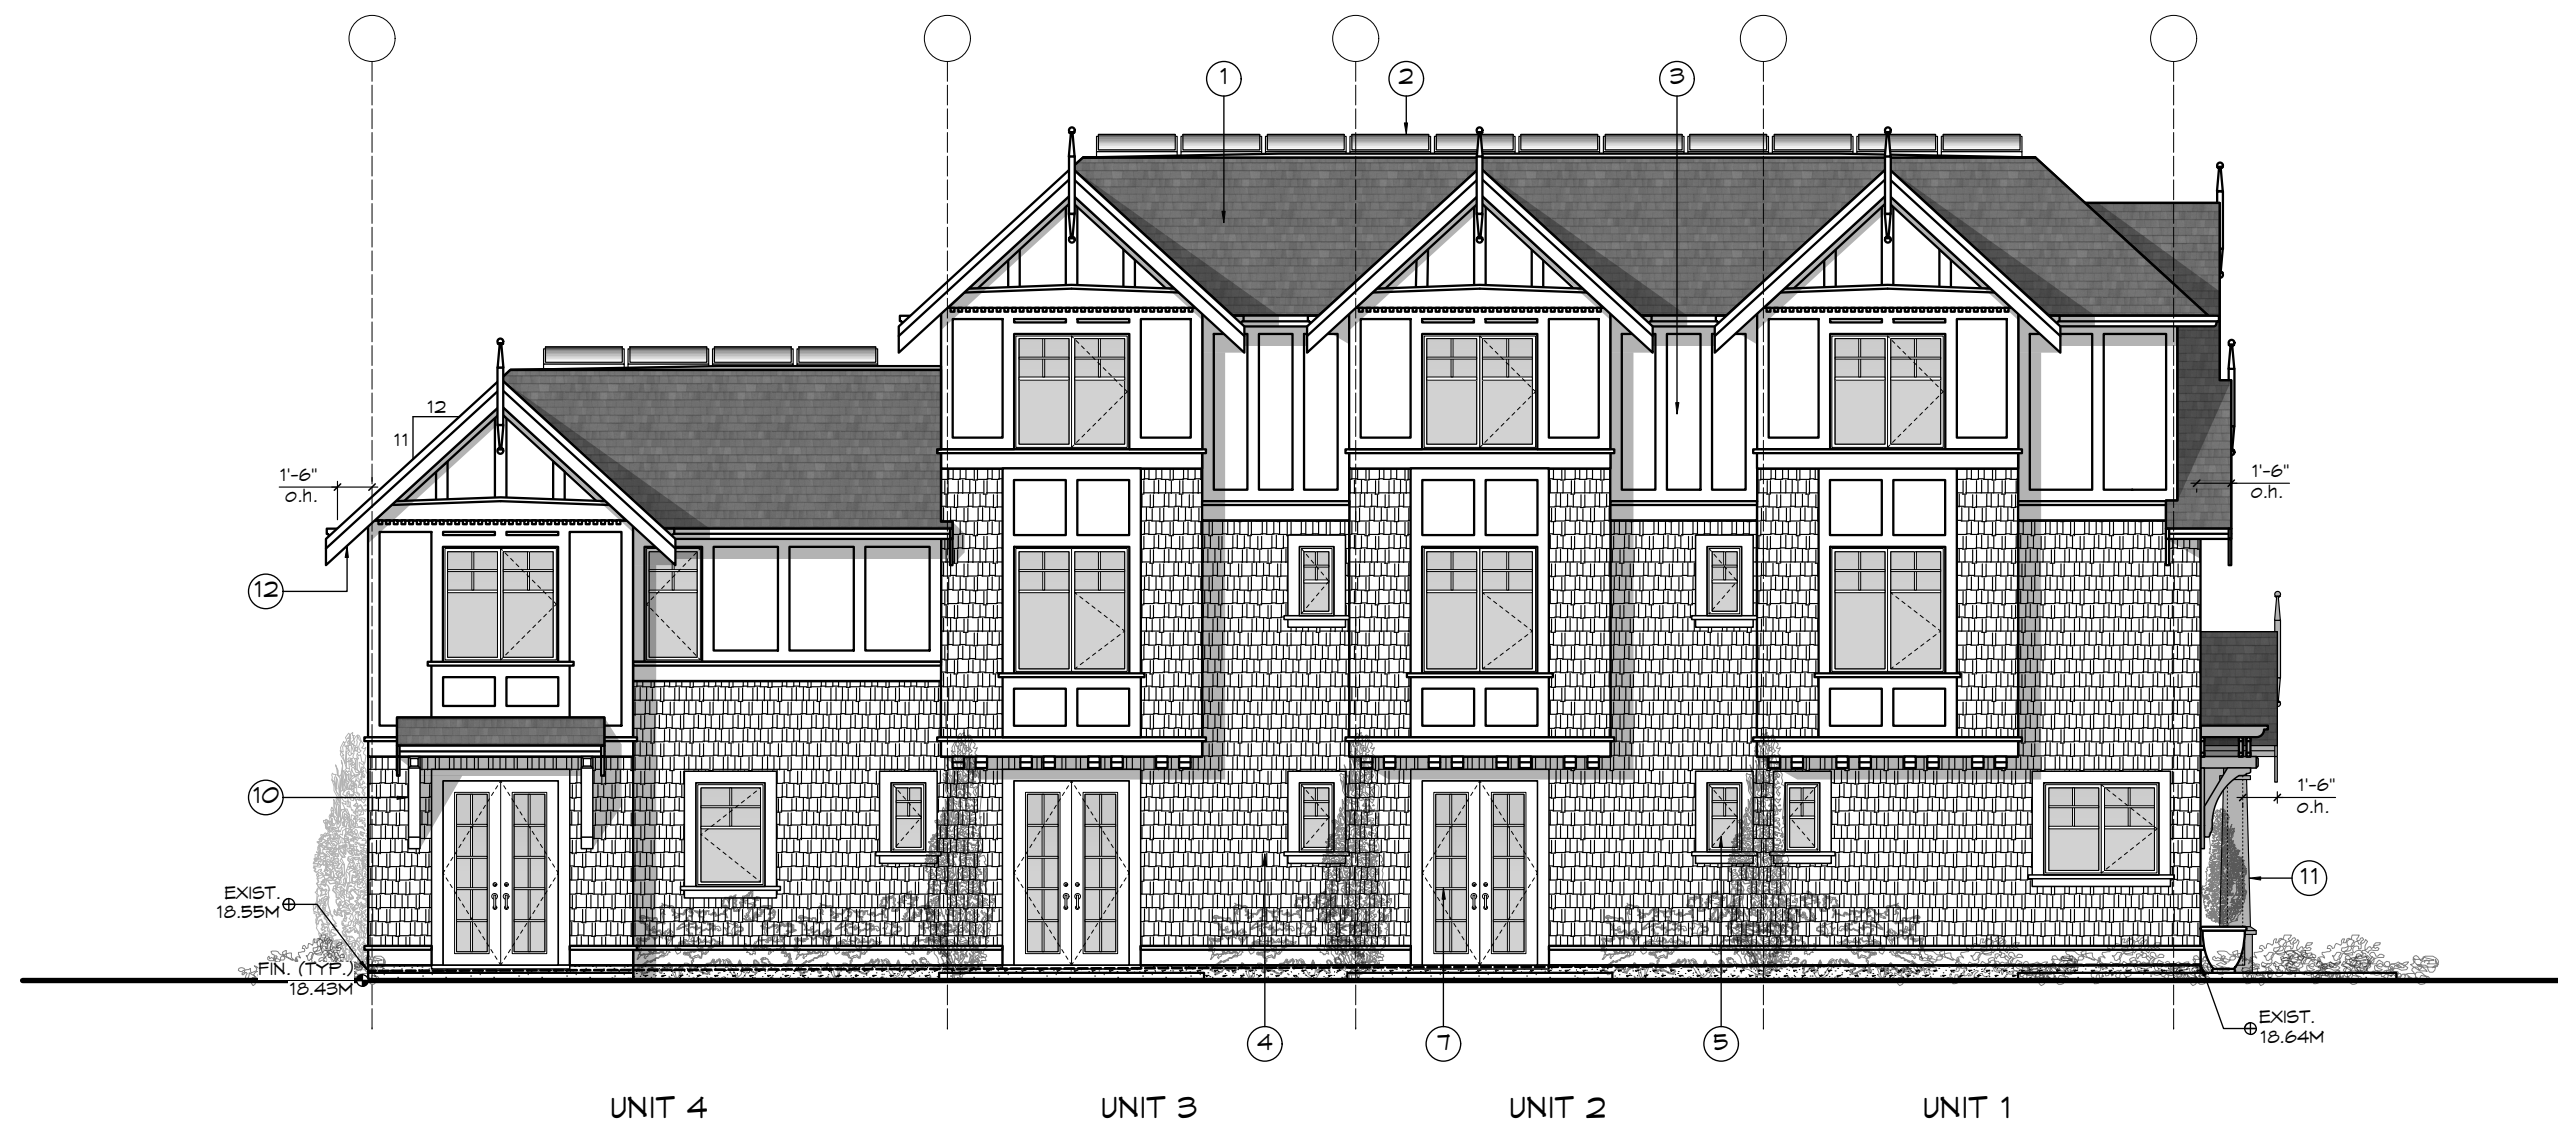 1
2
3
12
11
1'-6"
o.h.
1'-6"
o.h.
12
10
1'-6"
o.h.
11
EXIST.
18.55M
FIN. (TYP.)
18.43M
EXIST.
18.64M
4
7
5
UNIT 4
UNIT 3
UNIT 2
UNIT 1